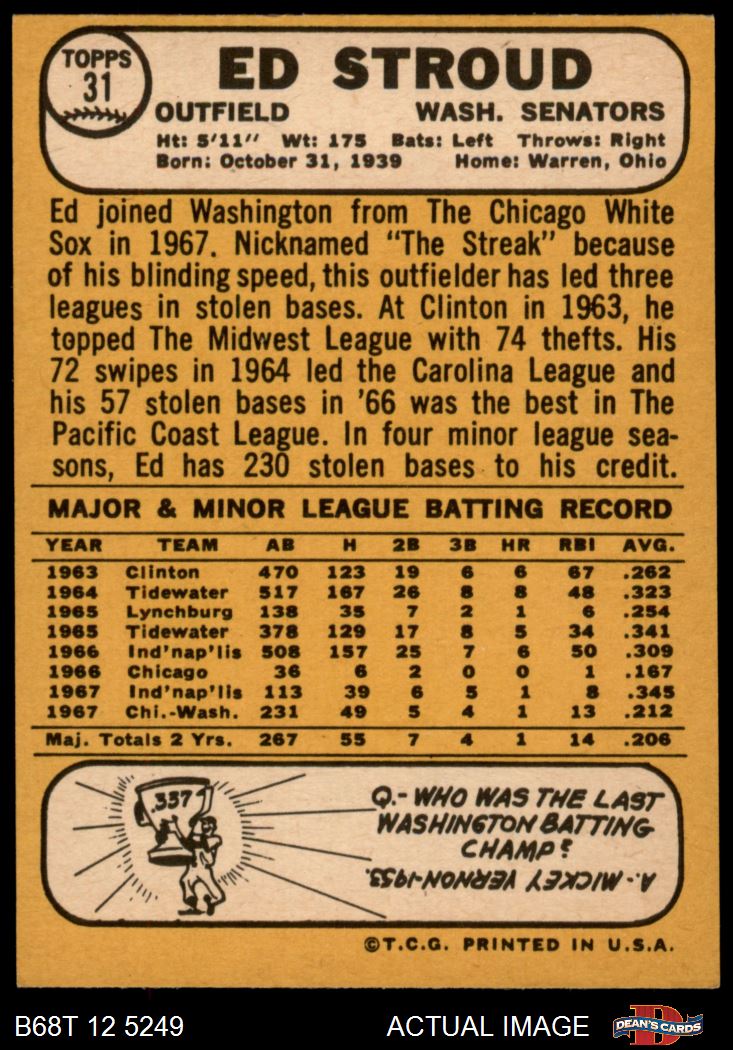 TOPPS
31
ED STROUD
OUTFIELD WASH. SENATORS
Ht: 5'11" Wt: 175 Bats: Left Throws: Right
Born: October 31, 1939 Home: Warren, Ohio
Ed joined Washington from The Chicago White
Sox in 1967. Nicknamed "The Streak" because
of his blinding speed, this outfielder has led three
leagues in stolen bases. At Clinton in 1963, he
topped The Midwest League with 74 thefts. His
72 swipes in 1964 led the Carolina League and
his 57 stolen bases in '66 was the best in The
Pacific Coast League. In four minor league sea-
sons, Ed has 230 stolen bases to his credit.
MAJOR & MINOR LEAGUE BATTING RECORD
YEAR TEAM AB H 2B 3B HR RBI AVG.
1963 Clinton 470 123 19 6 6 67 .262
1964 Tidewater 517 167 26 8 8 48 .323
1965 Lynchburg 138 35 7 2 1 6 .254
1965 Tidewater 378 129 17 8 5 34 .341
1966 Ind'nap'lis 508 157 25 7 6 50 .309
1966 Chicago 36 6 2 0 0 1 .167
1967 Ind'nap'lis 113 39 6 5 1 8 .345
1967 Chi.-Wash. 231 49 5 4 1 13 .212
Maj. Totals 2 Yrs. 267 55 7 4 1 14 .206
.337
Q.- WHO WAS THE LAST
WASHINGTON BATTING
CHAMP?
A.- MICKEY VERNON-1953.
©T.C.G. PRINTED IN U.S.A.
B68T 12 5249 ACTUAL IMAGE D DEAN'S CARDS